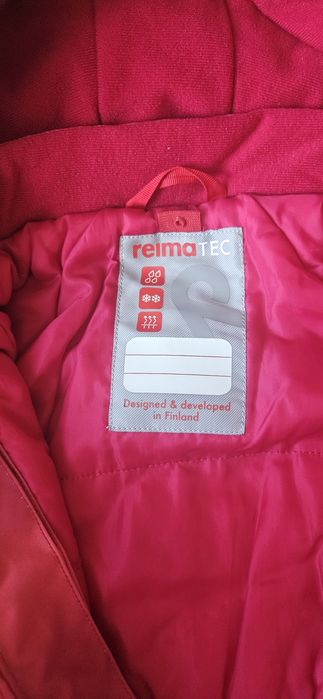 reimaTEC
Designed & developed
in Finland